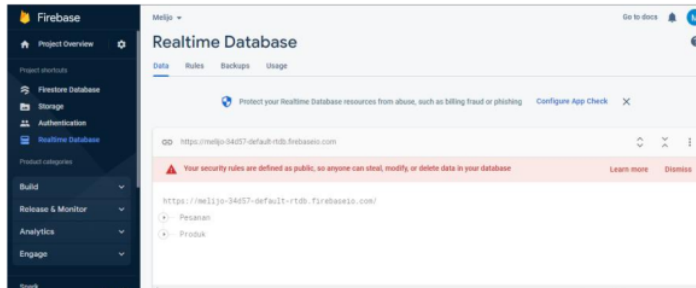 Firebase
Melijo
Go to docs
Project Overview
Realtime Database
Project shortcuts
Data Rules Backups Usage
Firestore Database
Storage
Authentication
Realtime Database
Protect your Realtime Database resources from abuse, such as billing fraud or phishing Configure App Check
https://melijo-34d57-default-rtdb.firebaseio.com
Your security rules are defined as public, so anyone can steal, modify, or delete data in your database Learn more Dismiss
Product categories
Build
Release & Monitor
Analytics
Engage
https://melijo-34d57-default-rtdb.firebaseio.com/
Pesanan
Produk
Spark